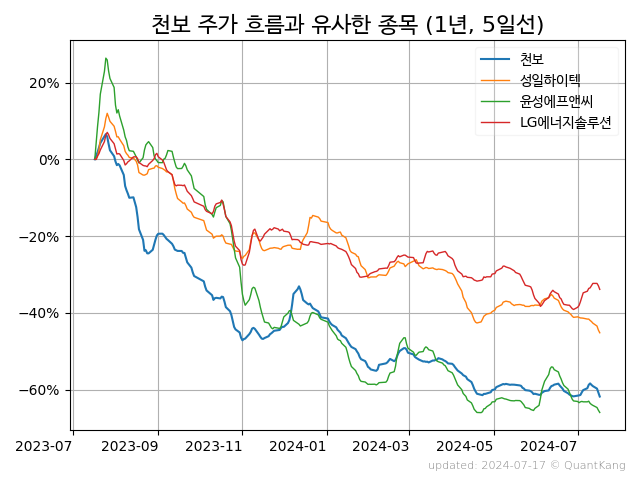 천보 주가 흐름과 유사한 종목 (1년, 5일선)
천보
성일하이텍
윤성에프앤씨
LG에너지솔루션
20%
0%
−20%
−40%
−60%
2023-07 2023-09 2023-11 2024-01 2024-03 2024-05 2024-07
updated: 2024-07-17 © QuantKang